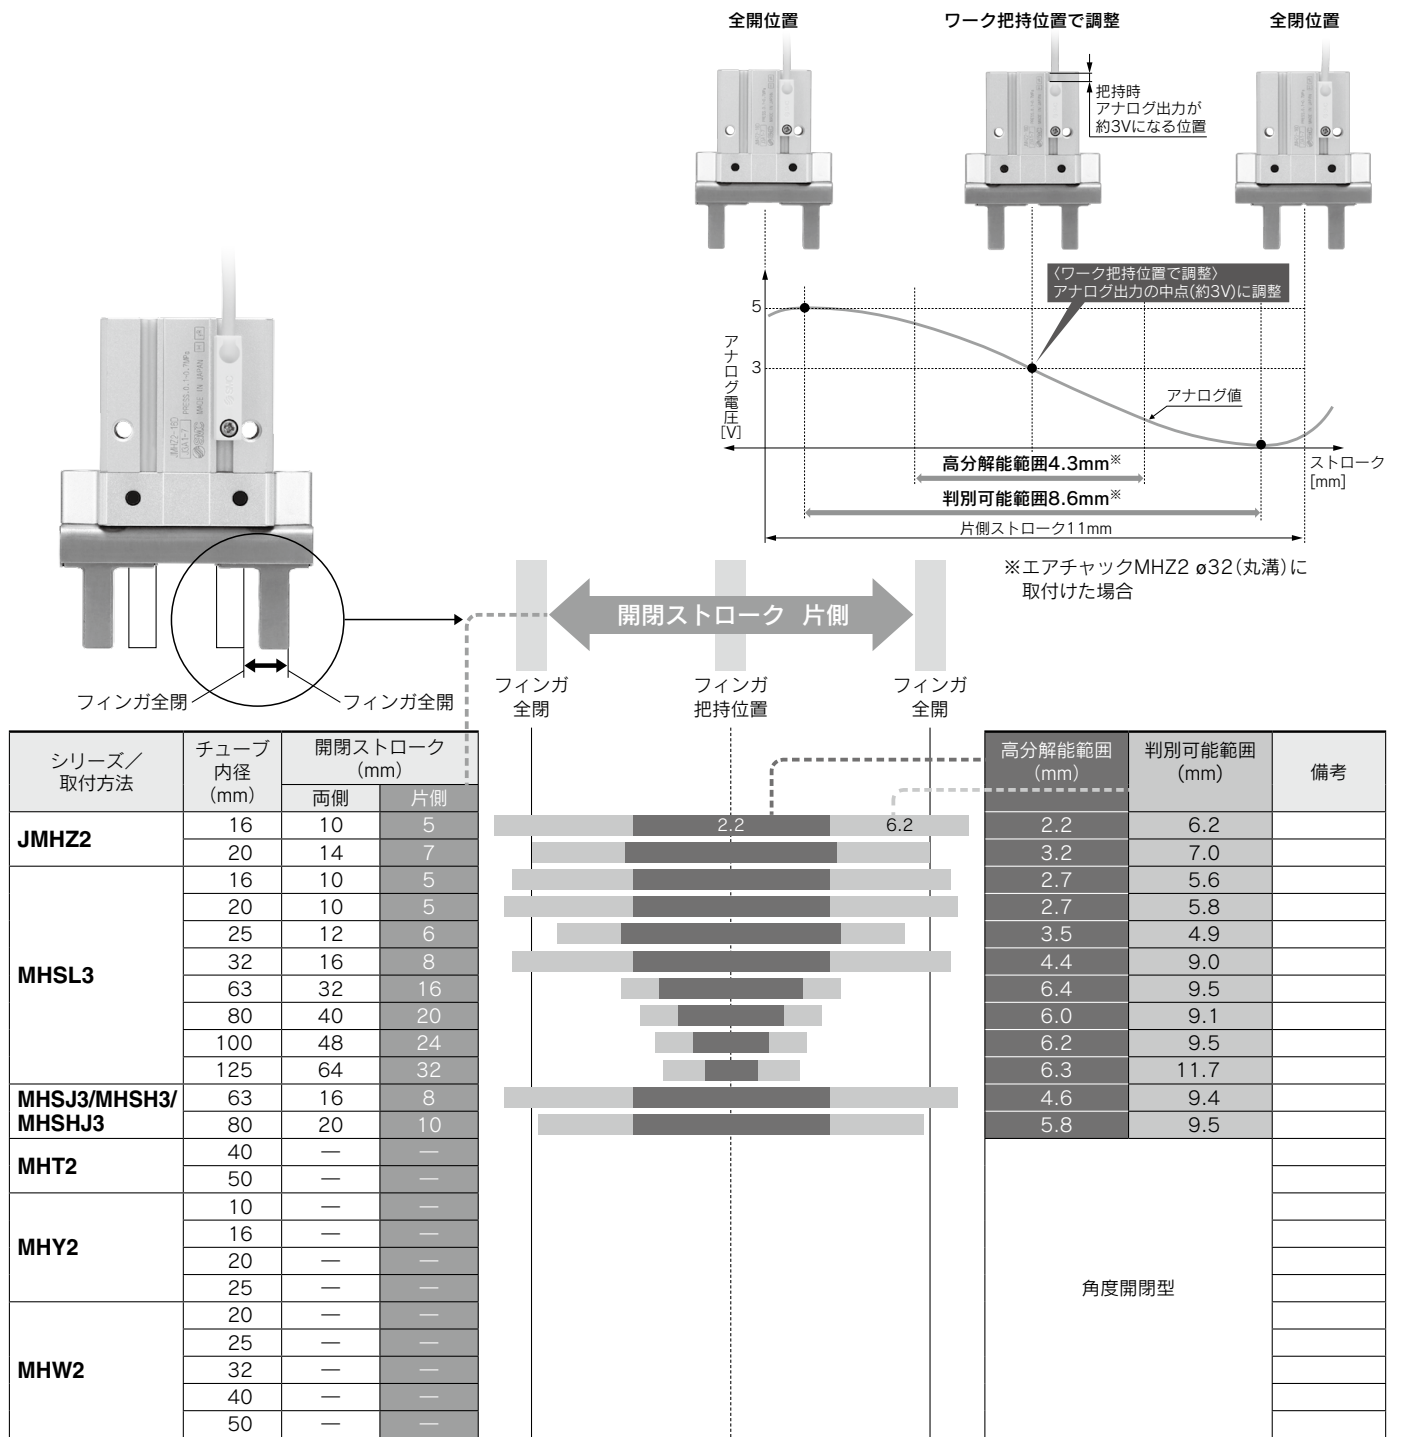 全開位置
ワーク把持位置で調整
全閉位置
把持時
アナログ出力が
約3Vになる位置
〈ワーク把持位置で調整〉
アナログ出力の中点(約3V)に調整
5
3
アナログ電圧
[V]
アナログ値
ストローク
[mm]
高分解能範囲4.3mm※
判別可能範囲8.6mm※
片側ストローク11mm
※エアチャックMHZ2 ø32(丸溝)に
取付けた場合
JMHZ2-16D
PRESS.0.1~0.7MPa
MADE IN JAPAN
フィンガ全閉
フィンガ全開
開閉ストローク 片側
フィンガ
全閉
フィンガ
把持位置
フィンガ
全開
シリーズ/
取付方法
チューブ
内径
(mm)
開閉ストローク
(mm)
両側 片側
高分解能範囲
(mm)
判別可能範囲
(mm)
備考
JMHZ2
16 10 5 2.2 6.2 2.2 6.2
20 14 7 3.2 7.0
MHSL3
16 10 5 2.7 5.6
20 10 5 2.7 5.8
25 12 6 3.5 4.9
32 16 8 4.4 9.0
63 32 16 6.4 9.5
80 40 20 6.0 9.1
100 48 24 6.2 9.5
125 64 32 6.3 11.7
MHSJ3/MHSH3/
MHSHJ3
63 16 8 4.6 9.4
80 20 10 5.8 9.5
MHT2
40 — —
50 — —
MHY2
10 — —
16 — —
20 — —
25 — —
角度開閉型
MHW2
20 — —
25 — —
32 — —
40 — —
50 — —